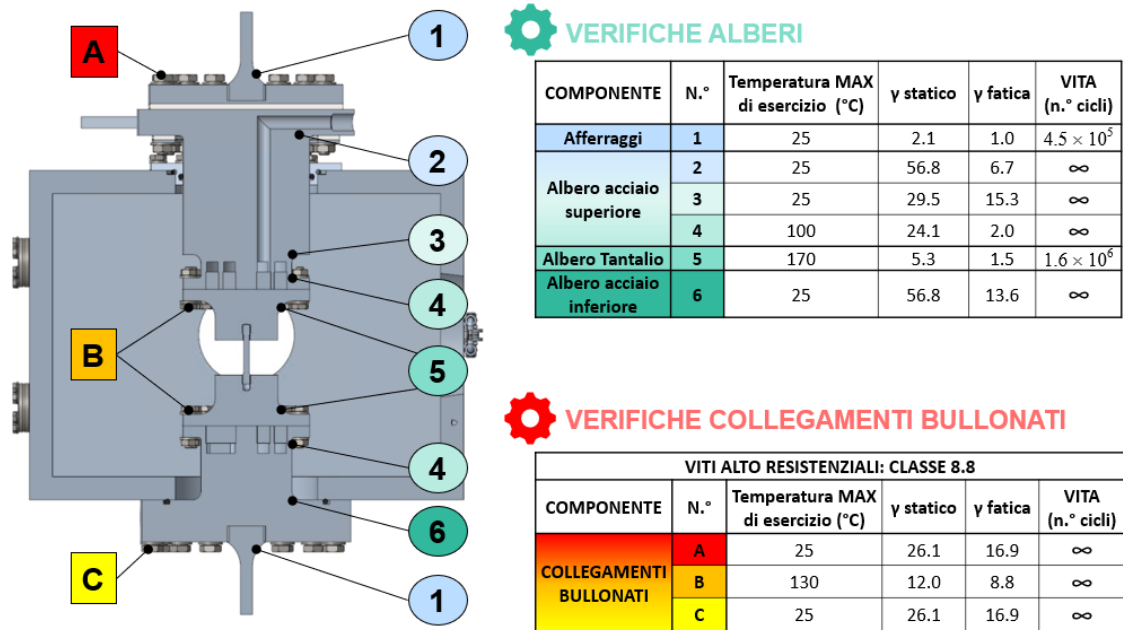 A
1
2
3
4
B
5
4
6
C
1
VERIFICHE ALBERI
COMPONENTE N.° Temperatura MAX di esercizio (°C) γ statico γ fatica VITA (n.° cicli)
Afferraggi 1 25 2.1 1.0 4.5 × 10⁵
Albero acciaio superiore 2 25 56.8 6.7 ∞
3 25 29.5 15.3 ∞
4 100 24.1 2.0 ∞
Albero Tantalio 5 170 5.3 1.5 1.6 × 10⁶
Albero acciaio inferiore 6 25 56.8 13.6 ∞
VERIFICHE COLLEGAMENTI BULLONATI
VITI ALTO RESISTENZIALI: CLASSE 8.8
COMPONENTE N.° Temperatura MAX di esercizio (°C) γ statico γ fatica VITA (n.° cicli)
COLLEGAMENTI BULLONATI A 25 26.1 16.9 ∞
B 130 12.0 8.8 ∞
C 25 26.1 16.9 ∞